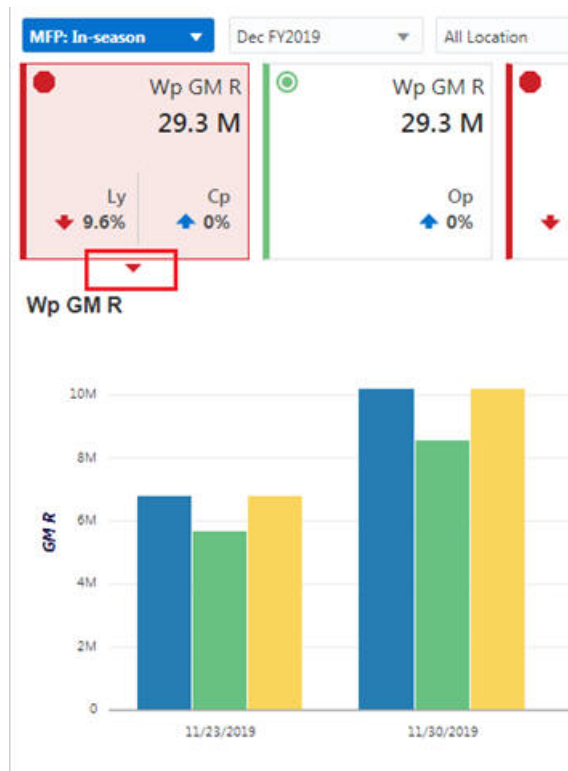 MFP: In-season
Dec FY2019
All Location
Wp GM R
29.3 M
Ly
9.6%
Cp
0%
Wp GM R
29.3 M
Op
0%
Wp GM R
10M
8M
6M
4M
2M
0
GM R
11/23/2019
11/30/2019